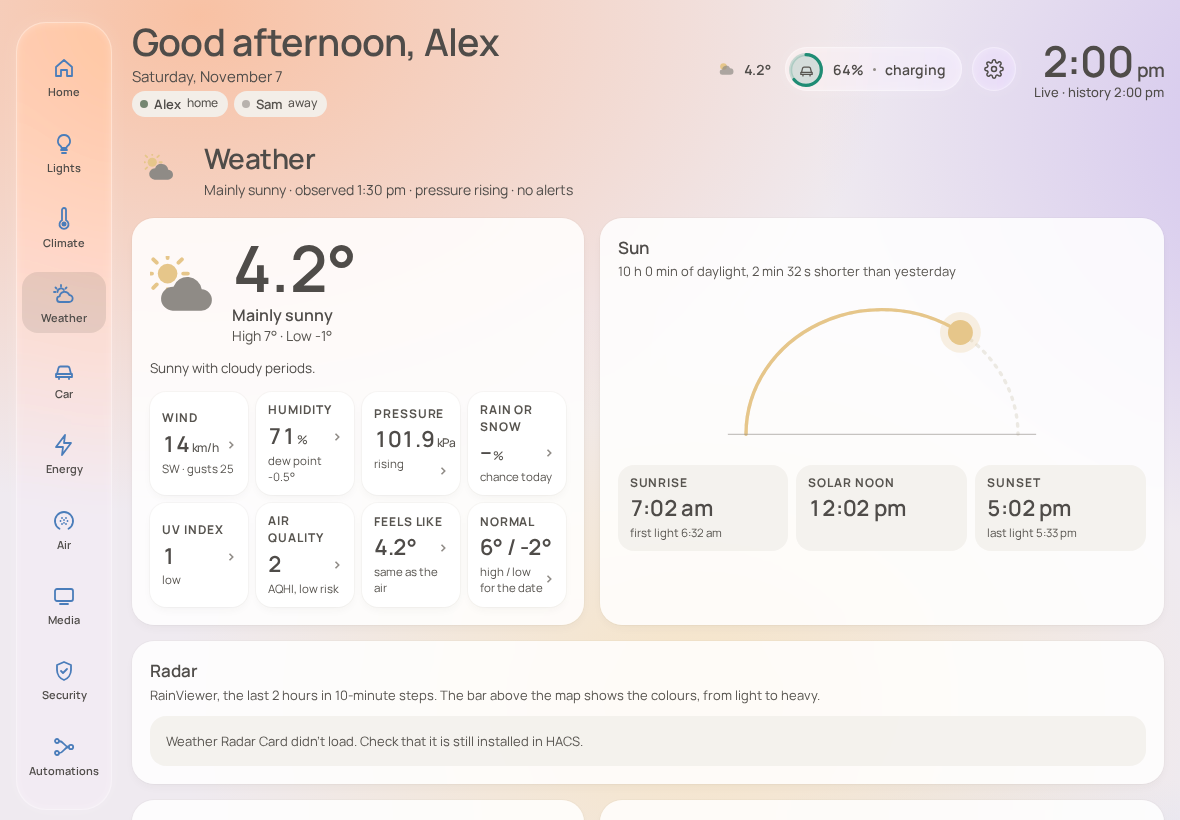 Good afternoon, Alex
Saturday, November 7
Alex home
Sam away
4.2°
64% · charging
2:00 pm
Live · history 2:00 pm
Home
Lights
Climate
Weather
Car
Energy
Air
Media
Security
Automations
Weather
Mainly sunny · observed 1:30 pm · pressure rising · no alerts
4.2°
Mainly sunny
High 7° · Low -1°
Sunny with cloudy periods.
WIND
14 km/h
SW · gusts 25
HUMIDITY
71 %
dew point
-0.5°
PRESSURE
101.9 kPa
rising
RAIN OR
SNOW
–%
chance today
UV INDEX
1
low
AIR
QUALITY
2
AQHI, low risk
FEELS LIKE
4.2°
same as the
air
NORMAL
6° / -2°
high / low
for the date
Sun
10 h 0 min of daylight, 2 min 32 s shorter than yesterday
SUNRISE
7:02 am
first light 6:32 am
SOLAR NOON
12:02 pm
SUNSET
5:02 pm
last light 5:33 pm
Radar
RainViewer, the last 2 hours in 10-minute steps. The bar above the map shows the colours, from light to heavy.
Weather Radar Card didn't load. Check that it is still installed in HACS.